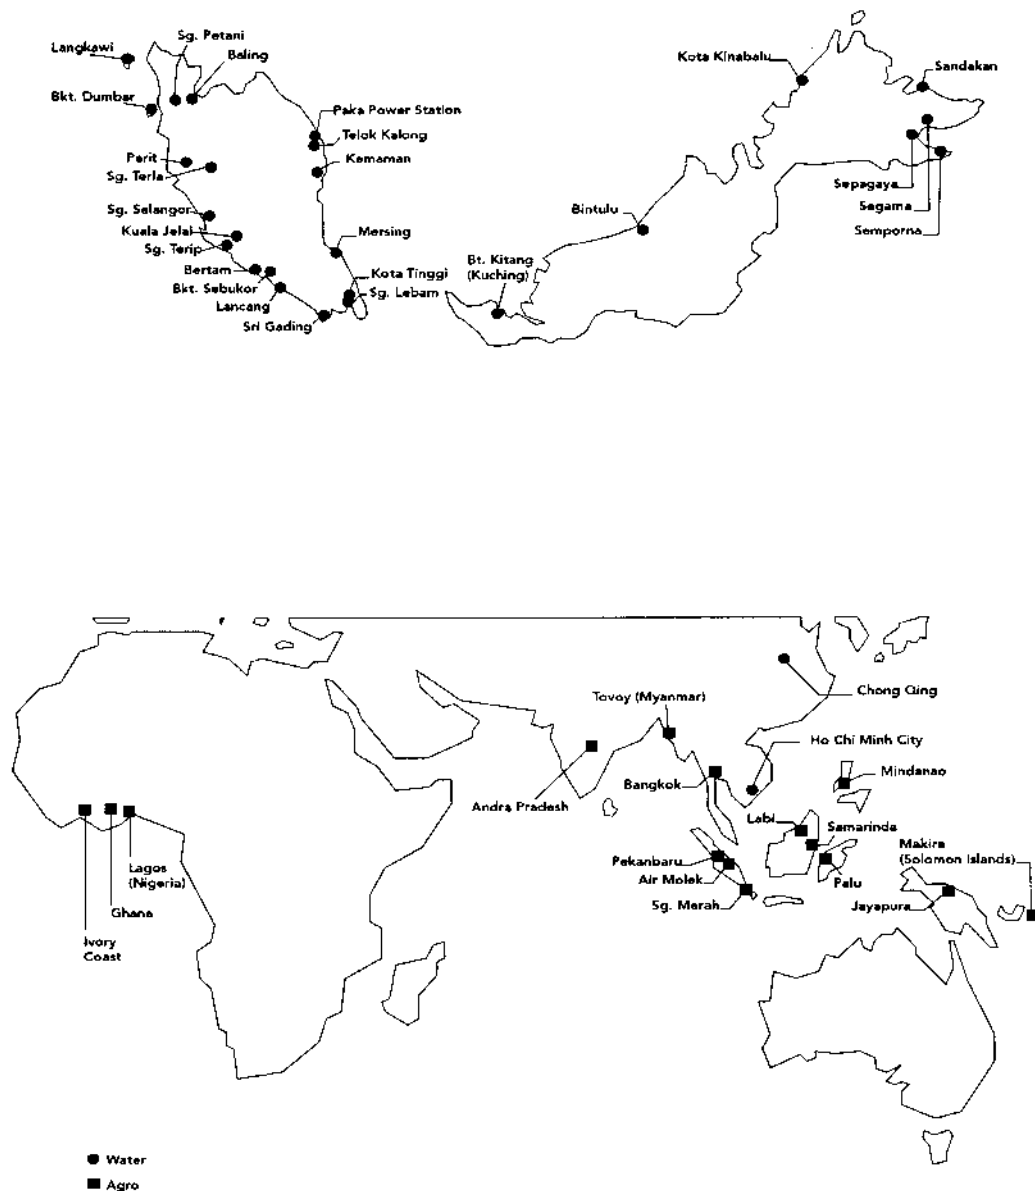 Langkawi
Sg. Petani
Baling
Bkt. Dumbar
Paka Power Station
Telok Kalong
Kemaman
Parit
Sg. Terla
Sg. Selangor
Kuala Jelai
Sg. Terip
Bertam
Bkt. Sebukor
Lancang
Sri Gading
Mersing
Kota Tinggi
Sg. Lebam
Kota Kinabalu
Sandakan
Sepagaya
Segama
Semporna
Bintulu
Bt. Kitang
(Kuching)
Chong Qing
Tovoy (Myanmar)
Ho Chi Minh City
Mindanao
Bangkok
Andra Pradesh
Labi
Samarinda
Makira
(Solomon Islands)
Pekanbaru
Air Molek
Palu
Sg. Merah
Jayapura
Lagos
(Nigeria)
Ghana
Ivory
Coast
Water
Agro